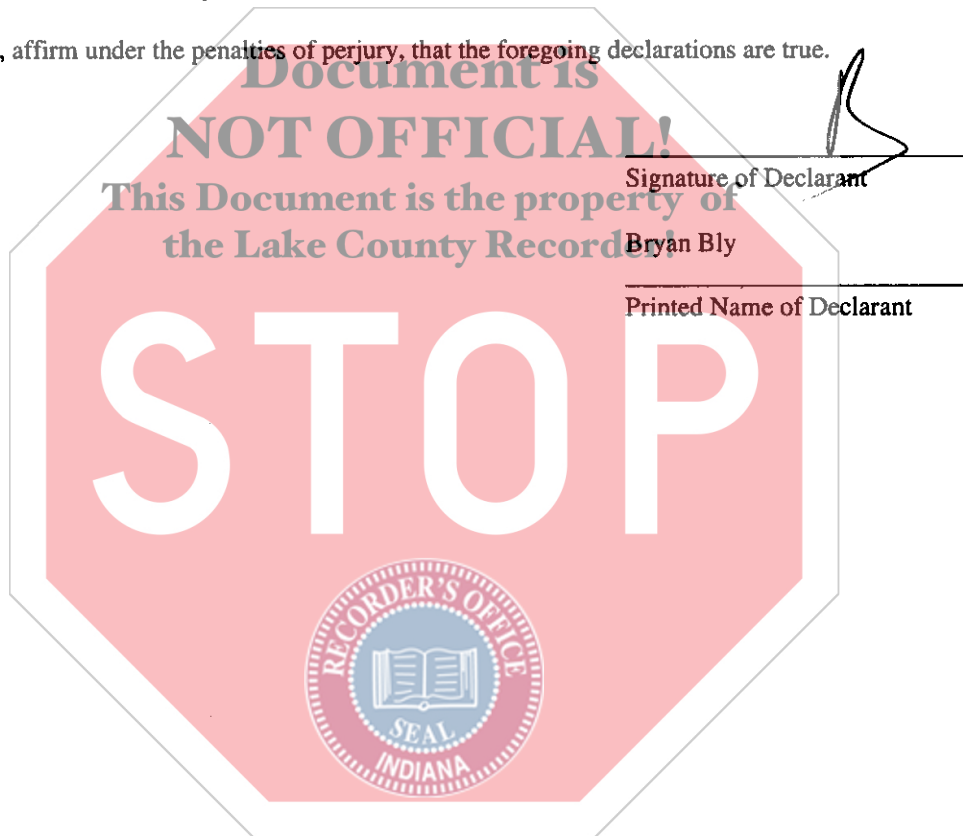 , affirm under the penalties of perjury, that the foregoing declarations are true.
Document is
NOT OFFICIAL!
This Document is the property of
the Lake County Recorder!
Signature of Declarant
Bryan Bly
Printed Name of Declarant
STOP
RECORDER'S OFFICE
SEAL
INDIANA